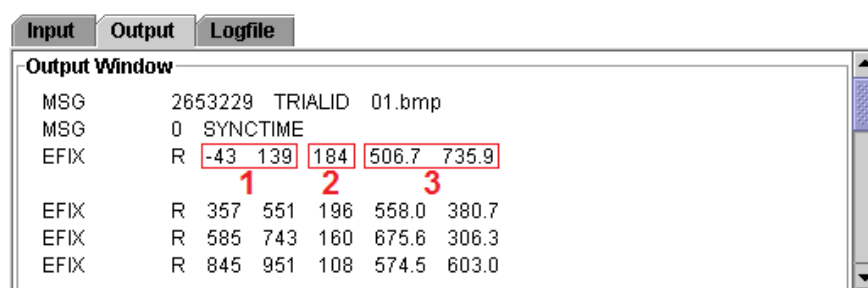 Input Output Logfile
Output Window
MSG 2653229 TRIALID 01.bmp
MSG 0 SYNCTIME
EFIX R -43 139 184 506.7 735.9
1 2 3
EFIX R 357 551 196 558.0 380.7
EFIX R 585 743 160 675.6 306.3
EFIX R 845 951 108 574.5 603.0